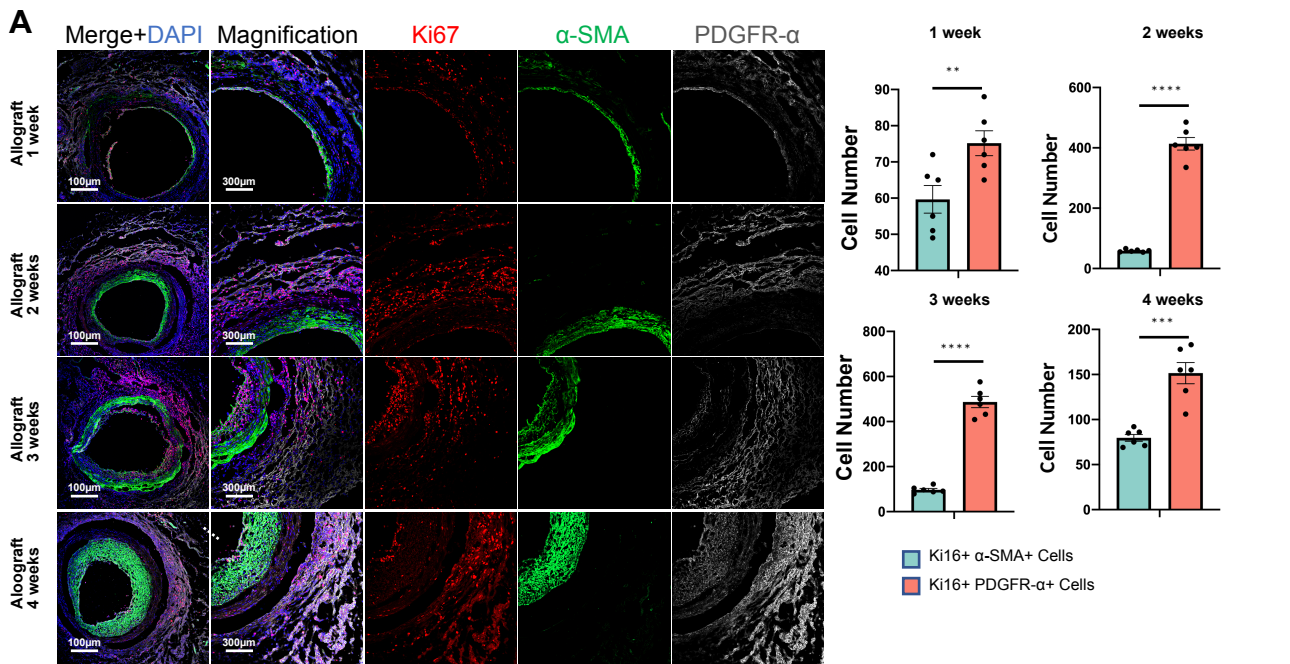 A
Merge+DAPI Magnification Ki67 α-SMA PDGFR-α
Allograft
1 week
100μm
300μm
Allograft
2 weeks
100μm
300μm
Allograft
3 weeks
100μm
300μm
Aloograft
4 weeks
100μm
300μm
1 week
**
Cell Number
90
80
70
60
50
40
2 weeks
****
Cell Number
600
400
200
0
3 weeks
****
Cell Number
800
600
400
200
0
4 weeks
***
Cell Number
200
150
100
50
0
Ki16+ α-SMA+ Cells
Ki16+ PDGFR-α+ Cells